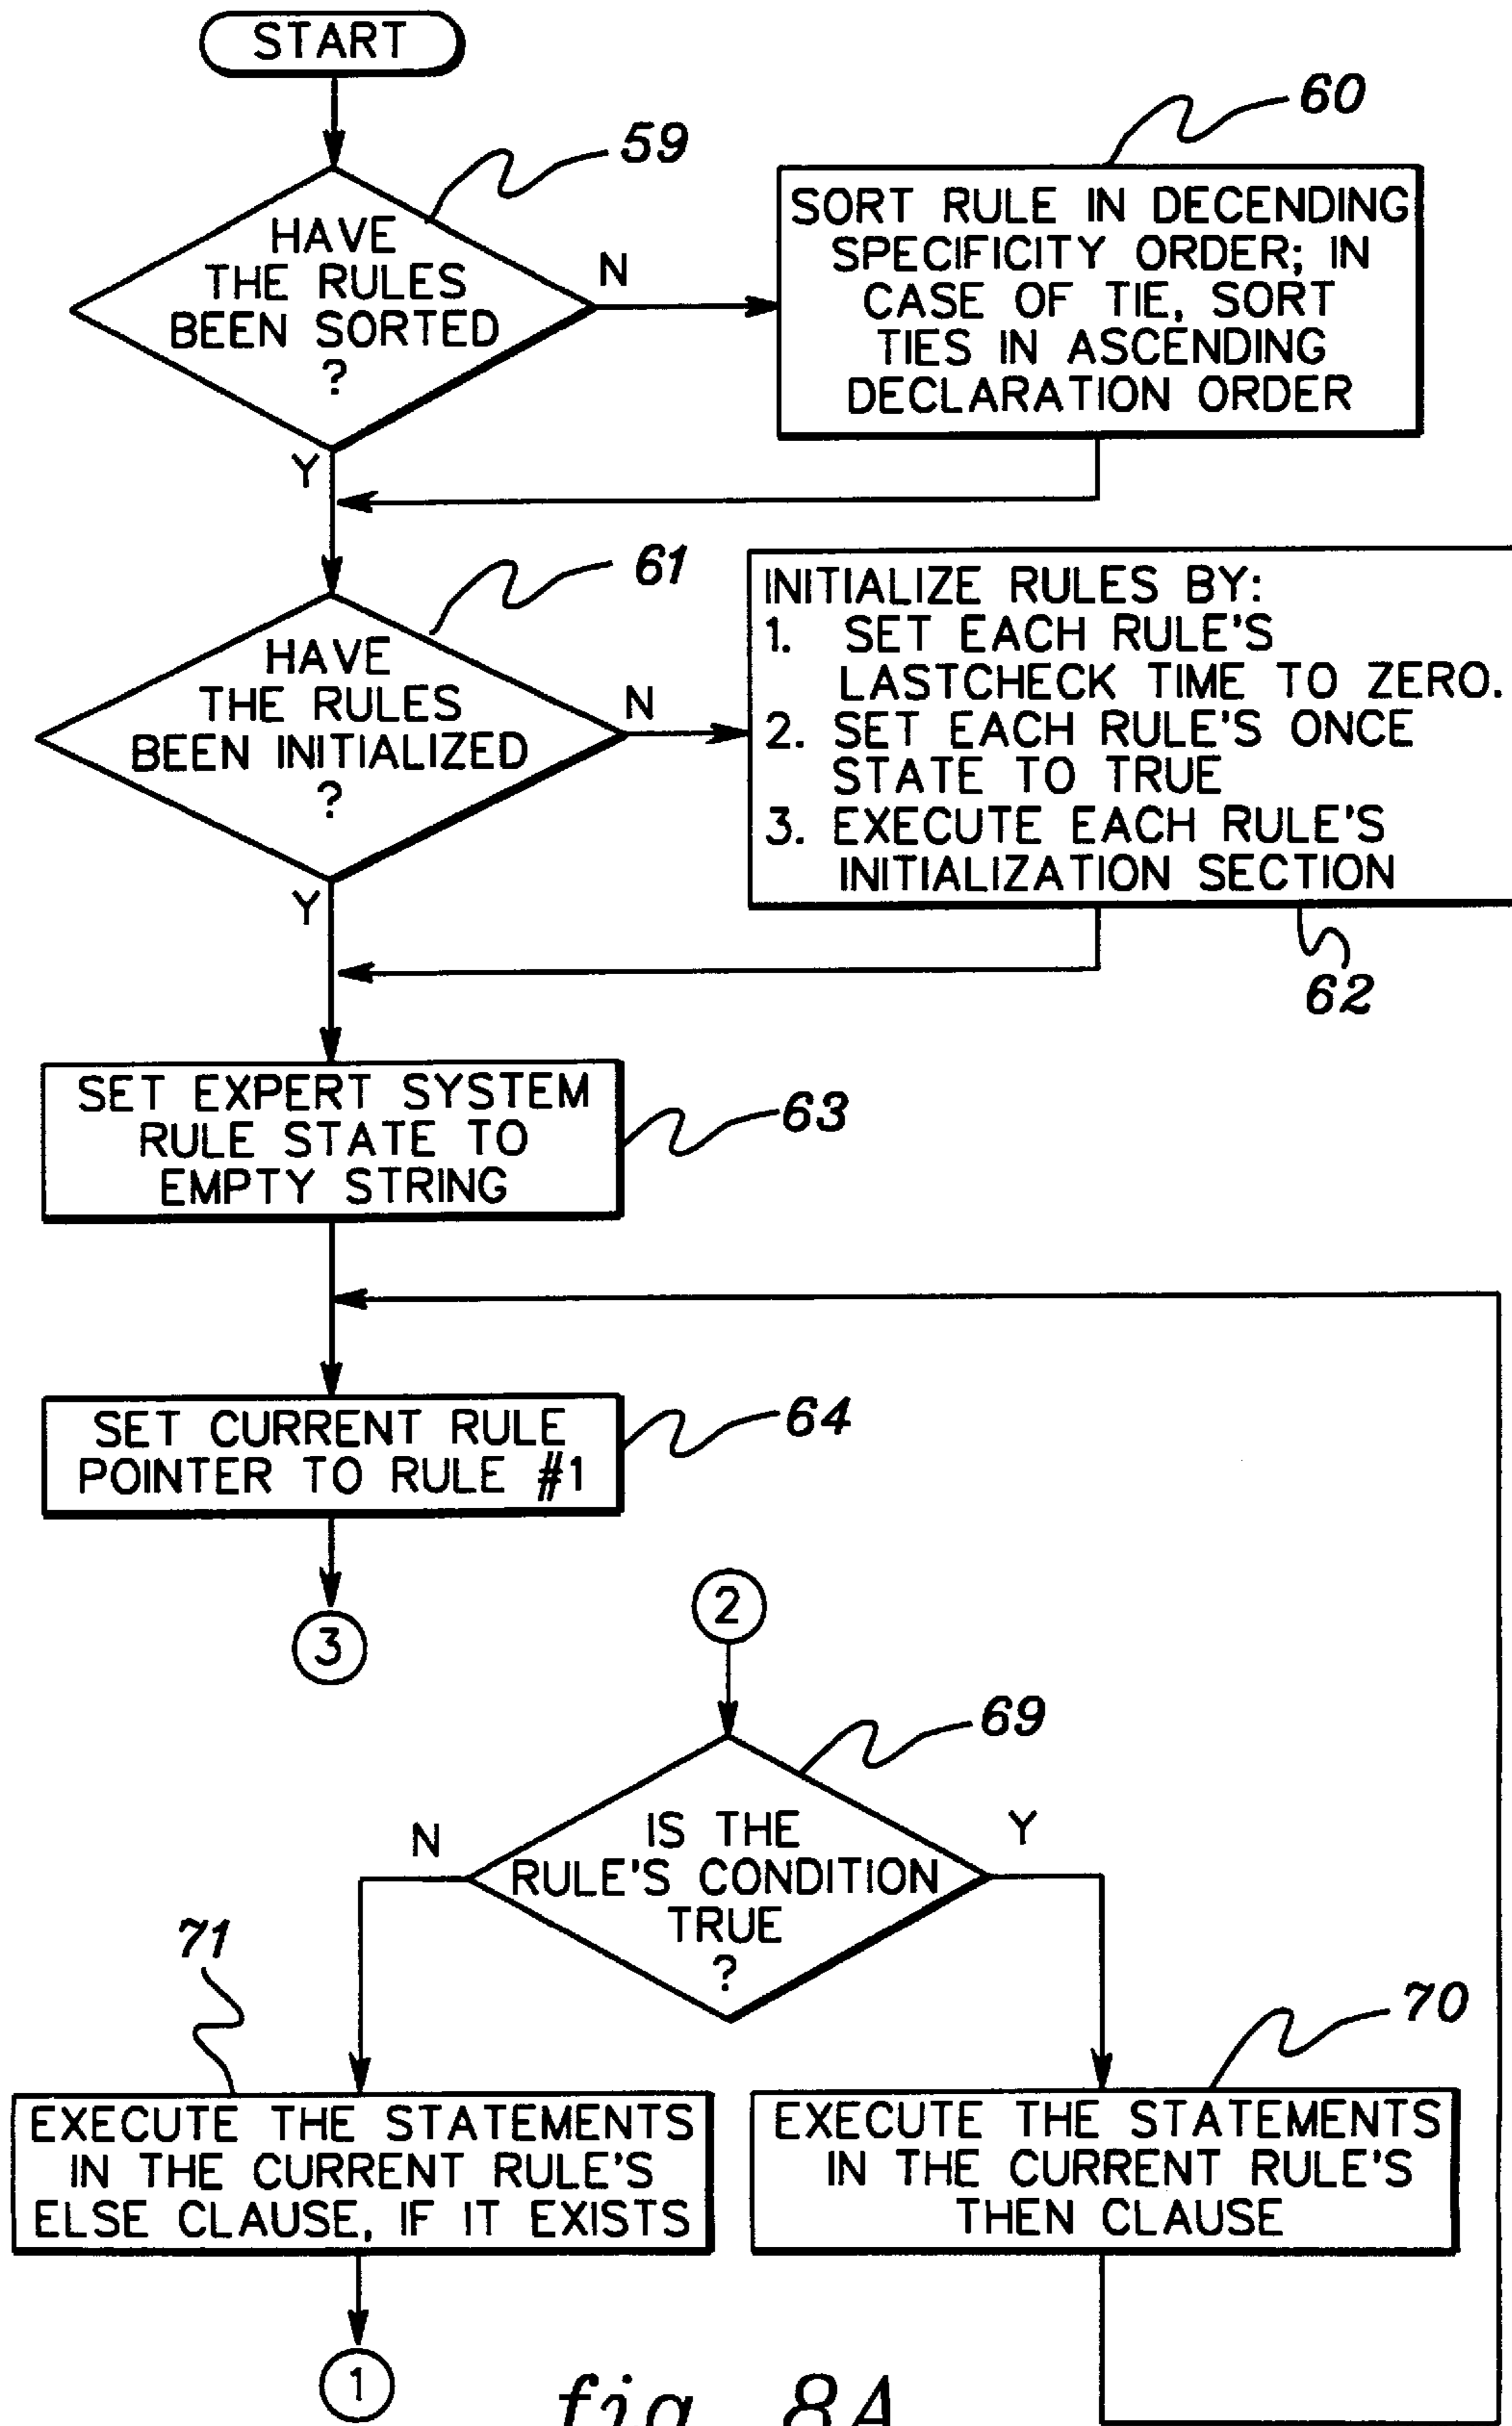 START
59
60
HAVE
THE RULES
BEEN SORTED
?
N
Y
SORT RULE IN DECENDING
SPECIFICITY ORDER; IN
CASE OF TIE, SORT
TIES IN ASCENDING
DECLARATION ORDER
61
HAVE
THE RULES
BEEN INITIALIZED
?
N
Y
INITIALIZE RULES BY:
1. SET EACH RULE'S
LASTCHECK TIME TO ZERO.
2. SET EACH RULE'S ONCE
STATE TO TRUE
3. EXECUTE EACH RULE'S
INITIALIZATION SECTION
62
SET EXPERT SYSTEM
RULE STATE TO
EMPTY STRING
63
SET CURRENT RULE
POINTER TO RULE #1
64
3
2
69
IS THE
RULE'S CONDITION
TRUE
?
N
Y
71
70
EXECUTE THE STATEMENTS
IN THE CURRENT RULE'S
ELSE CLAUSE, IF IT EXISTS
EXECUTE THE STATEMENTS
IN THE CURRENT RULE'S
THEN CLAUSE
1
fig. 8A